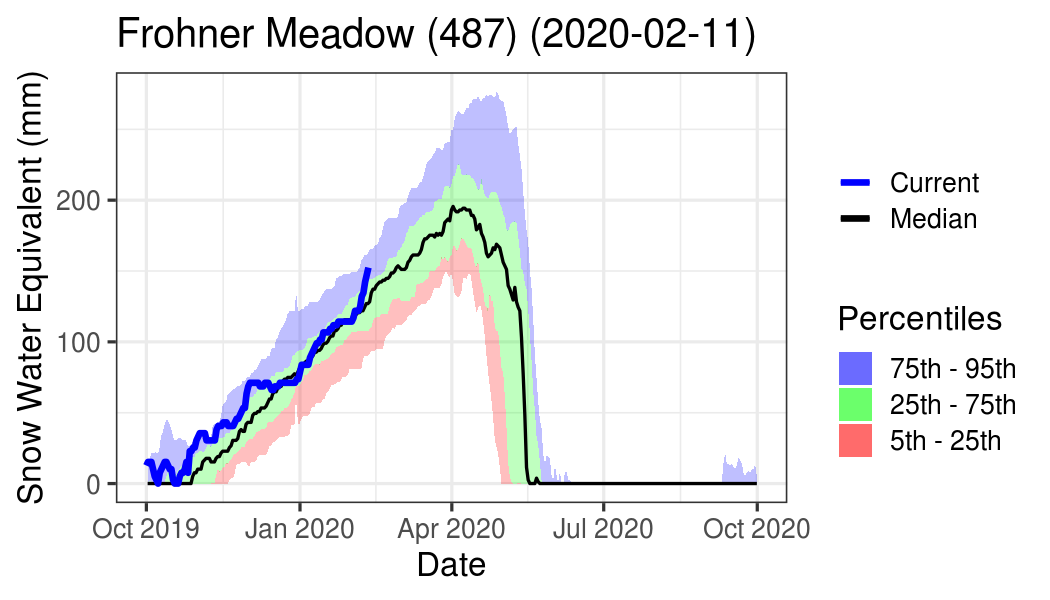 Frohner Meadow (487) (2020-02-11)
Snow Water Equivalent (mm)
200
100
0
Oct 2019
Jan 2020
Apr 2020
Jul 2020
Oct 2020
Date
Current
Median
Percentiles
75th - 95th
25th - 75th
5th - 25th